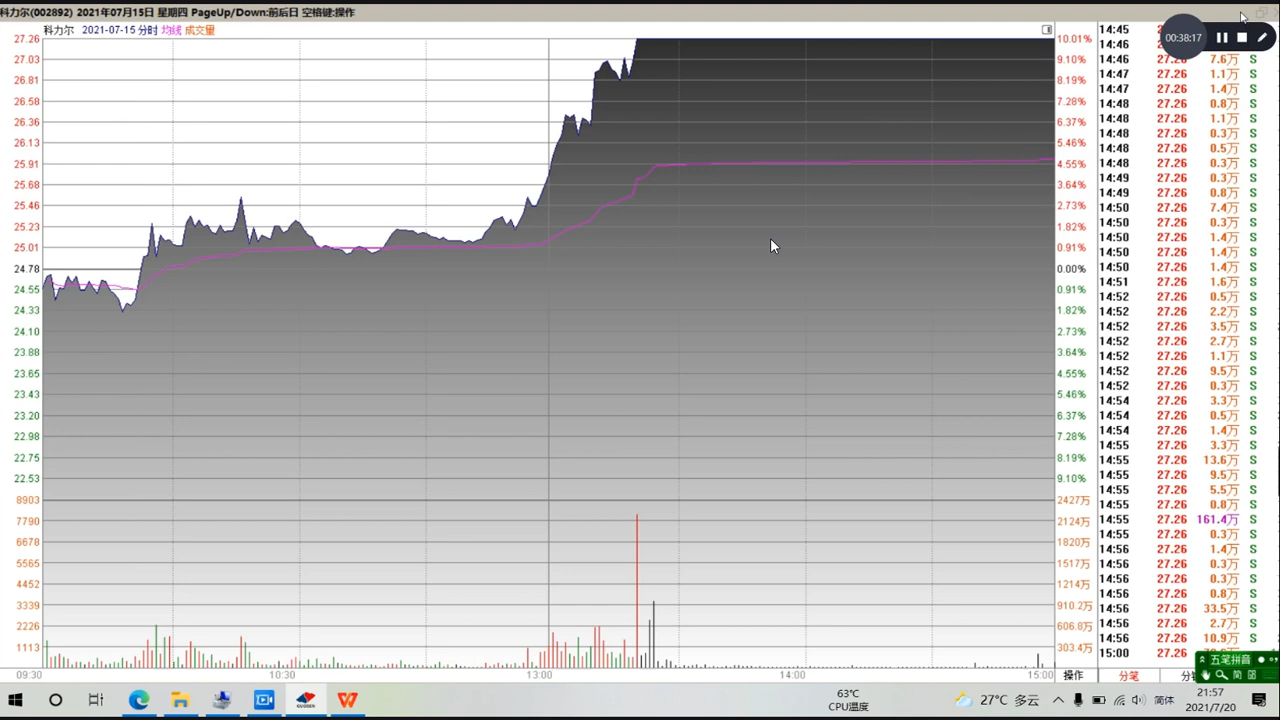 科力尔(002892) 2021年07月15日 星期四 PageUp/Down:前后日 空格键:操作
科力尔 2021-07-15 分时 均线 成交量
27.26
27.03
26.81
26.58
26.36
26.13
25.91
25.68
25.46
25.23
25.01
24.78
24.55
24.33
24.10
23.88
23.65
23.43
23.20
22.98
22.75
22.53
8903
7790
6678
5565
4452
3339
2226
1113
10.01%
9.10%
8.19%
7.28%
6.37%
5.46%
4.55%
3.64%
2.73%
1.82%
0.91%
0.00%
0.91%
1.82%
2.73%
3.64%
4.55%
5.46%
6.37%
7.28%
8.19%
9.10%
2427万
2124万
1820万
1517万
1214万
910.2万
606.8万
303.4万
09:30 10:30 13:00 14:00 15:00
操作 分笔
00:38:17
14:45
14:46
14:46 27.26 7.6万 S
14:47 27.26 1.1万 S
14:47 27.26 1.4万 S
14:48 27.26 0.8万 S
14:48 27.26 1.1万 S
14:48 27.26 0.3万 S
14:48 27.26 0.5万 S
14:48 27.26 0.3万 S
14:49 27.26 0.3万 S
14:49 27.26 0.8万 S
14:50 27.26 7.4万 S
14:50 27.26 0.3万 S
14:50 27.26 1.4万 S
14:50 27.26 1.4万 S
14:50 27.26 1.4万 S
14:51 27.26 1.6万 S
14:52 27.26 0.5万 S
14:52 27.26 2.2万 S
14:52 27.26 3.5万 S
14:52 27.26 2.7万 S
14:52 27.26 1.1万 S
14:52 27.26 9.5万 S
14:52 27.26 0.3万 S
14:54 27.26 3.3万 S
14:54 27.26 0.5万 S
14:54 27.26 1.4万 S
14:55 27.26 3.3万 S
14:55 27.26 13.6万 S
14:55 27.26 9.5万 S
14:55 27.26 5.5万 S
14:55 27.26 0.8万 S
14:55 27.26 161.4万 S
14:55 27.26 0.3万 S
14:56 27.26 1.4万 S
14:56 27.26 0.3万 S
14:56 27.26 0.3万 S
14:56 27.26 0.8万 S
14:56 27.26 33.5万 S
14:56 27.26 2.7万 S
14:56 27.26 10.9万 S
15:00 27.26
五笔拼音
简
63℃
CPU温度
27℃ 多云
简体
21:57
2021/7/20